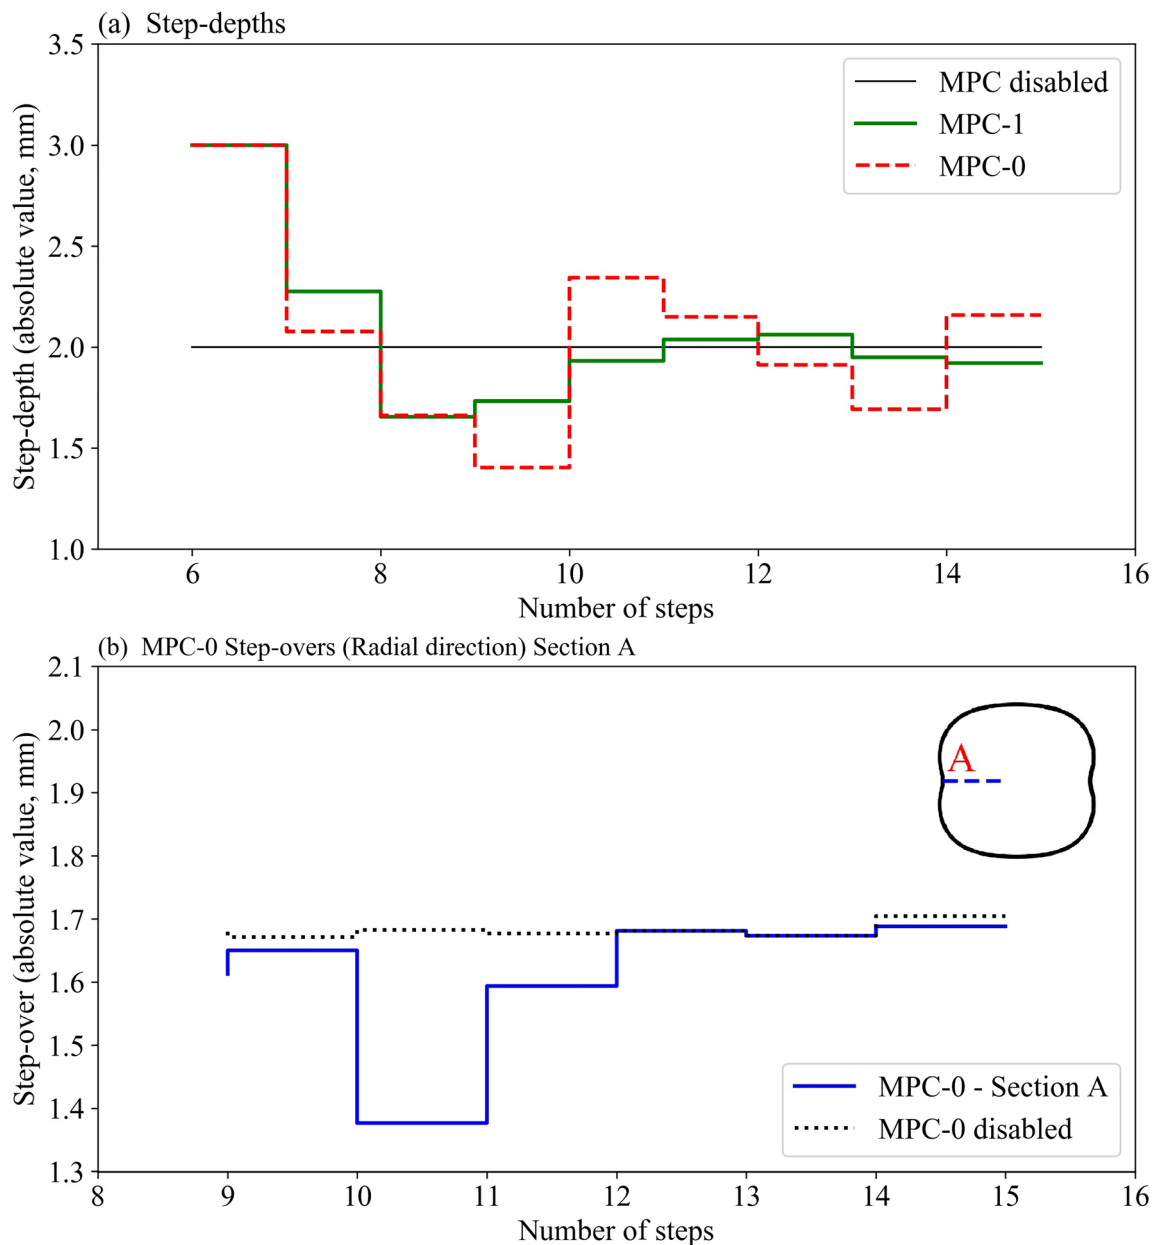 (a) Step-depths
3.5
3.0
2.5
2.0
1.5
1.0
Step-depth (absolute value, mm)
MPC disabled
MPC-1
MPC-0
6 8 10 12 14 16
Number of steps
(b) MPC-0 Step-overs (Radial direction) Section A
2.1
2.0
1.9
1.8
1.7
1.6
1.5
1.4
1.3
Step-over (absolute value, mm)
A
MPC-0 - Section A
MPC-0 disabled
8 9 10 11 12 13 14 15 16
Number of steps